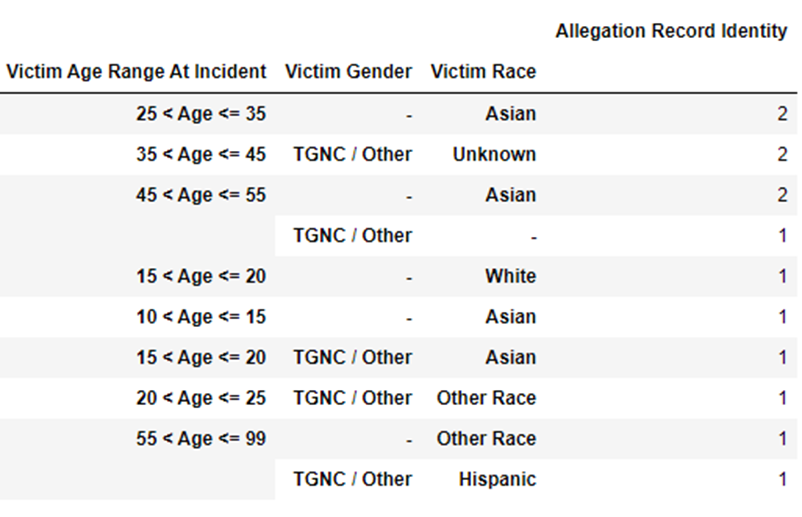 Allegation Record Identity
Victim Age Range At Incident Victim Gender Victim Race
25 < Age <= 35 - Asian 2
35 < Age <= 45 TGNC / Other Unknown 2
45 < Age <= 55 - Asian 2
TGNC / Other - 1
15 < Age <= 20 - White 1
10 < Age <= 15 - Asian 1
15 < Age <= 20 TGNC / Other Asian 1
20 < Age <= 25 TGNC / Other Other Race 1
55 < Age <= 99 - Other Race 1
TGNC / Other Hispanic 1